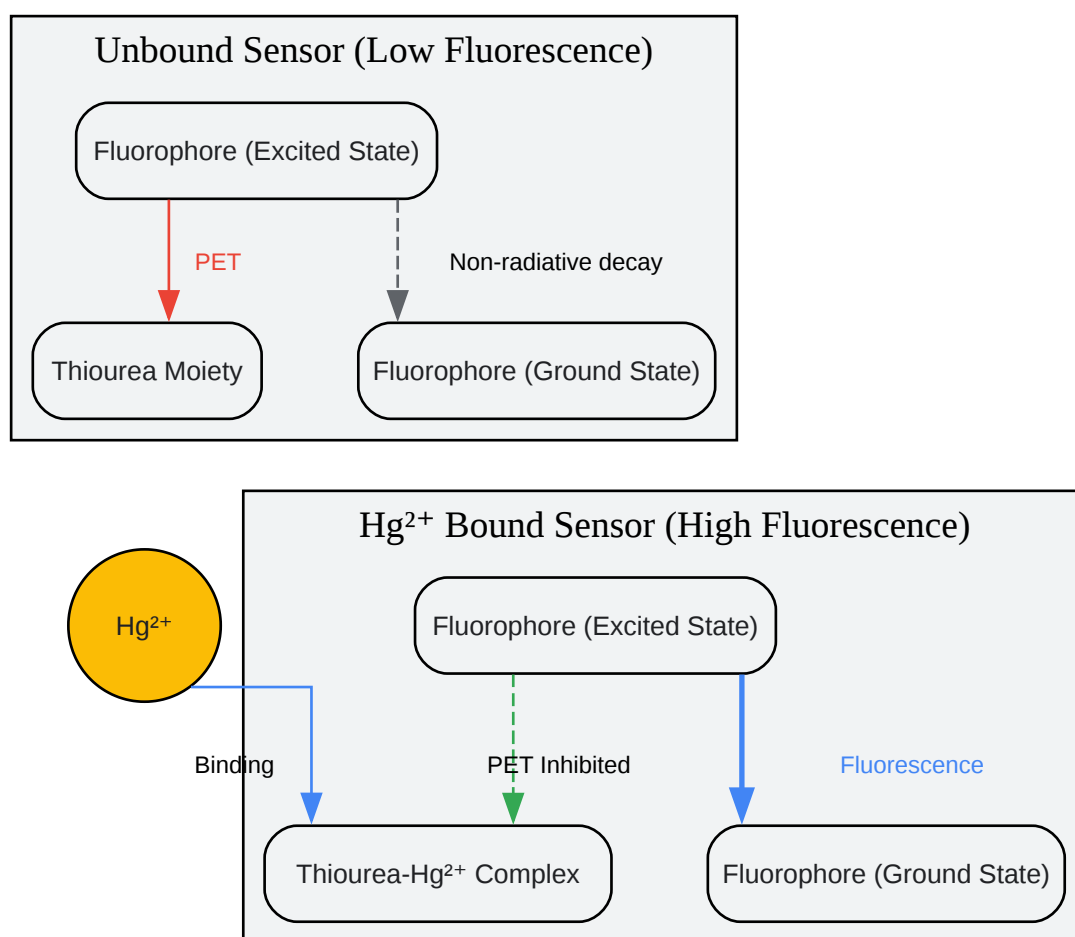 Unbound Sensor (Low Fluorescence)
Fluorophore (Excited State)
PET
Non-radiative decay
Thiourea Moiety
Fluorophore (Ground State)
Hg²⁺ Bound Sensor (High Fluorescence)
Hg²⁺
Fluorophore (Excited State)
Binding
PET Inhibited
Fluorescence
Thiourea-Hg²⁺ Complex
Fluorophore (Ground State)